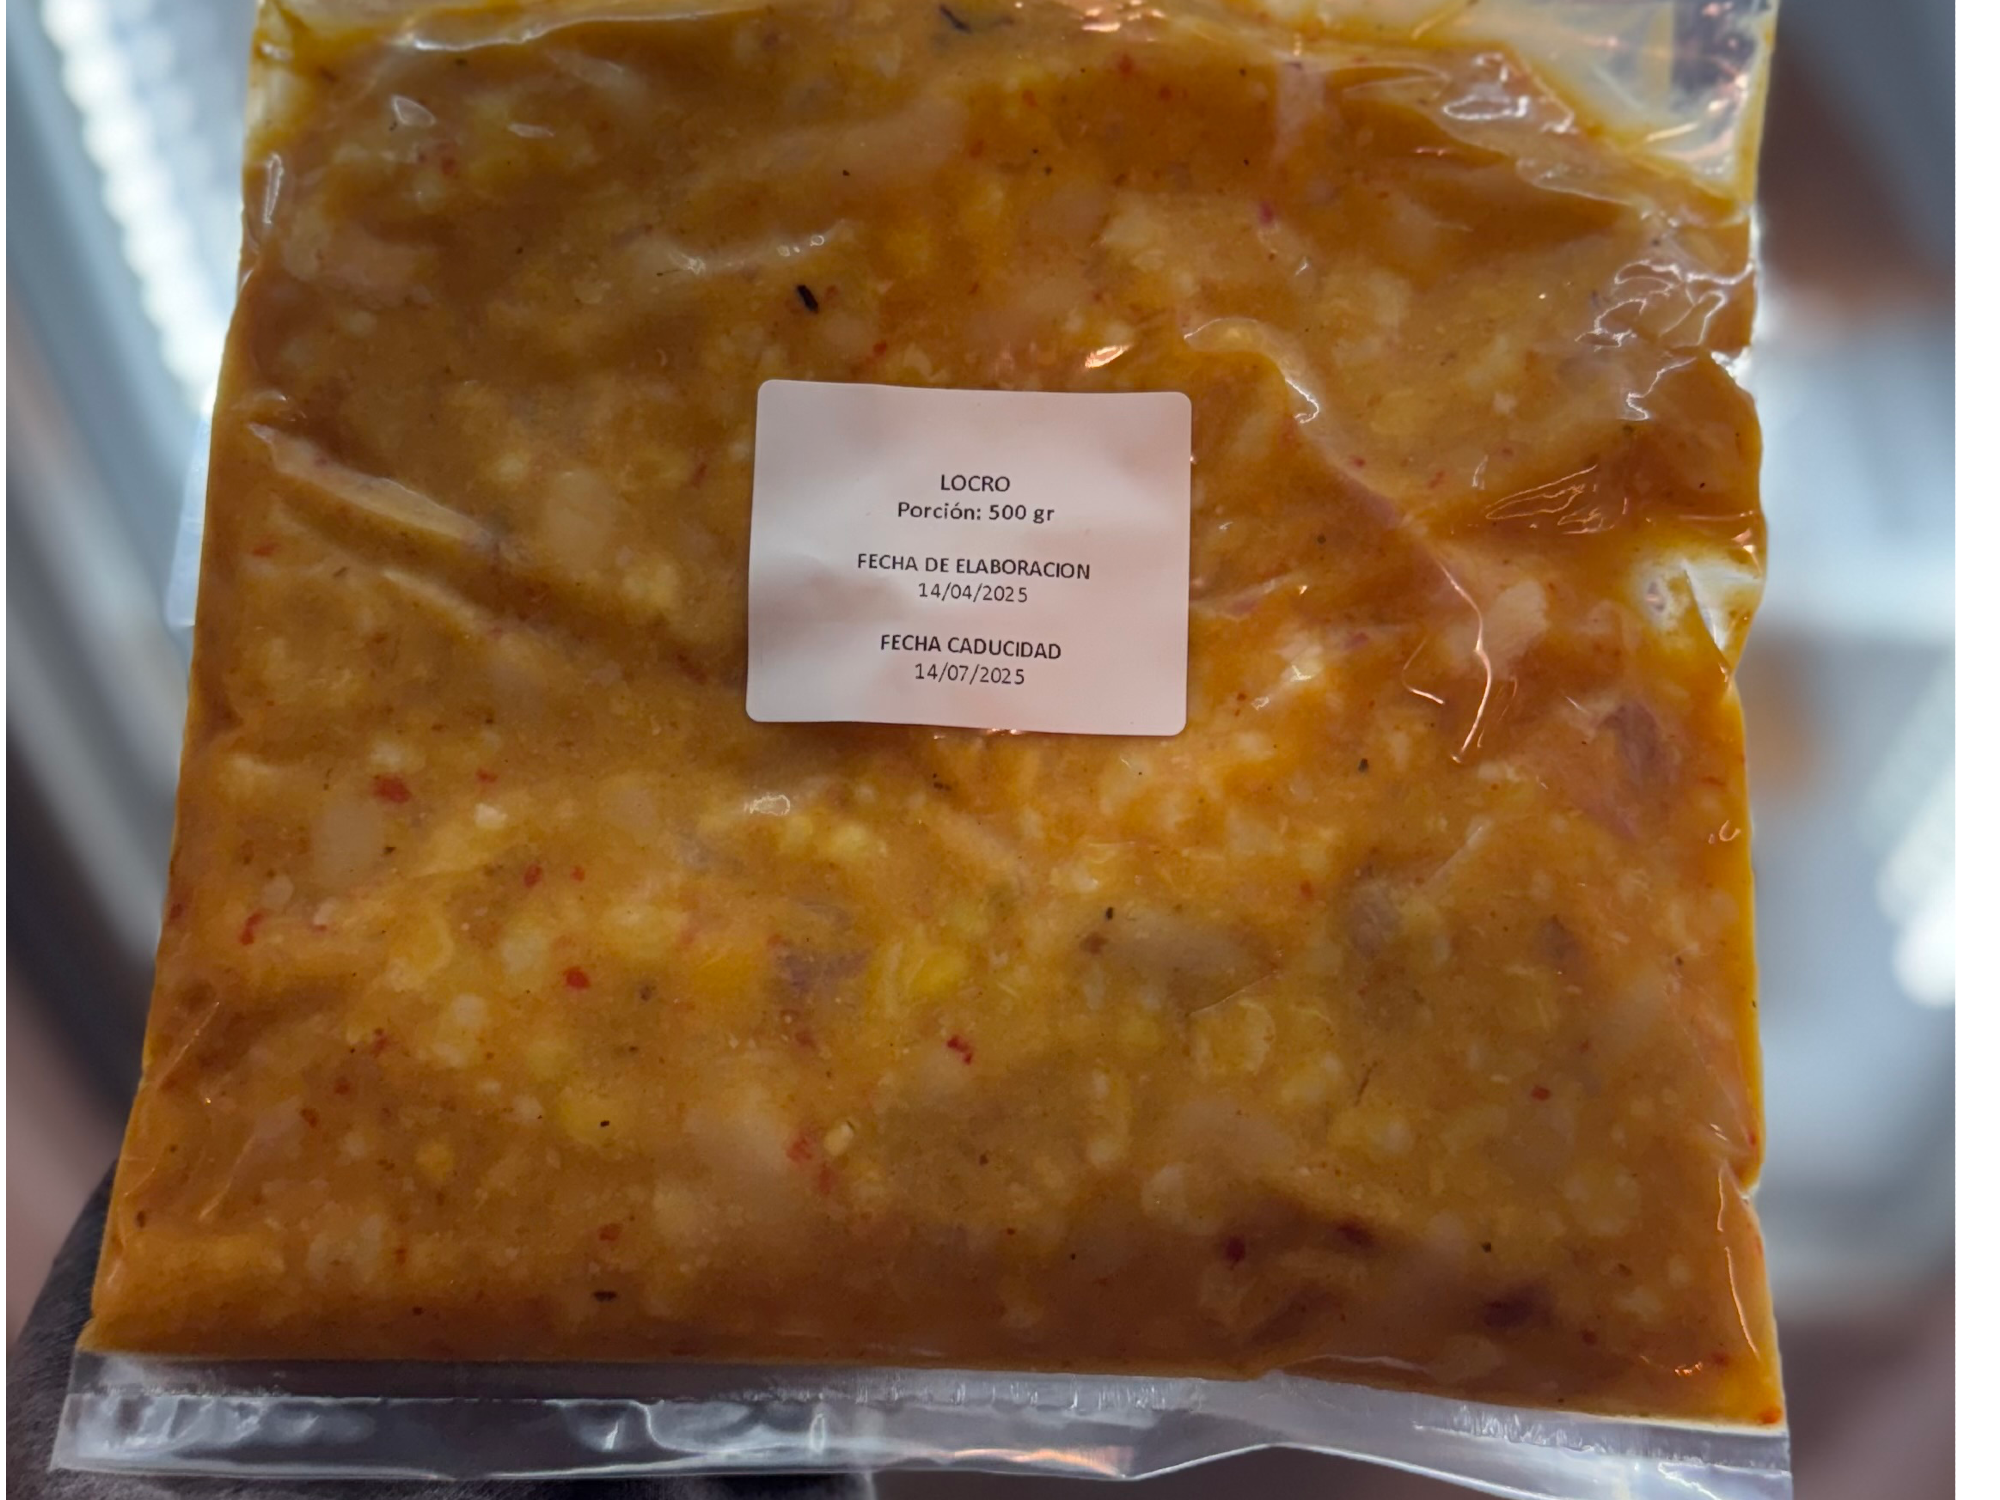 LOCRO
Porción: 500 gr
FECHA DE ELABORACION
14/04/2025
FECHA CADUCIDAD
14/07/2025